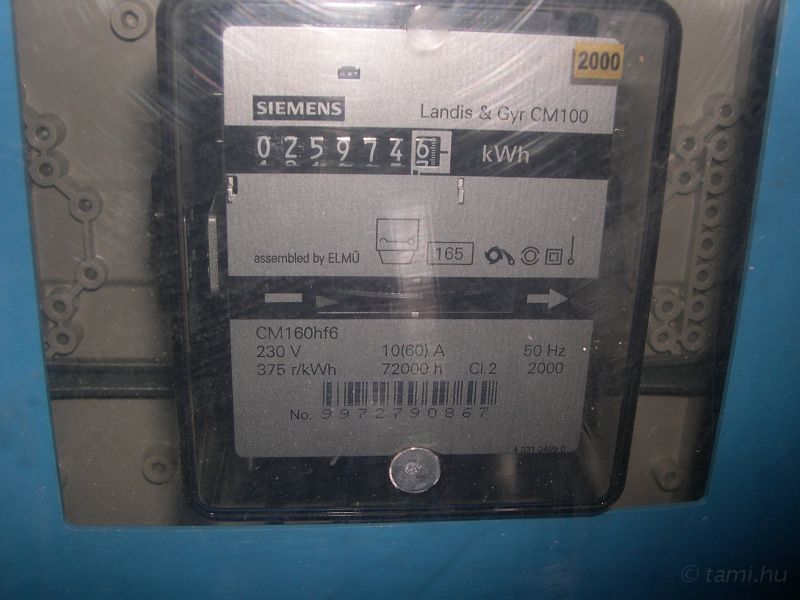 2000
SIEMENS
Landis & Gyr CM100
0259746 kWh
assembled by ELMŰ
165
CM160hf6
230 V 10(60) A 50 Hz
375 r/kWh 72000 h Cl.2 2000
No. 9972790867
© tami.hu